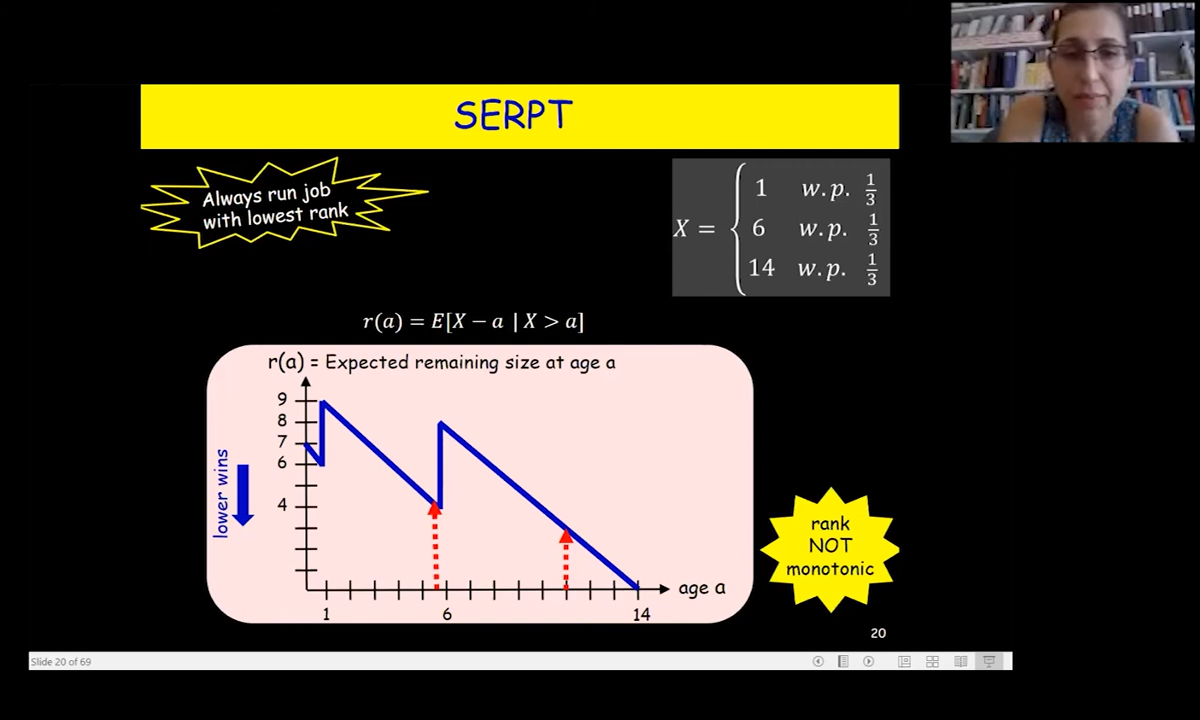 SERPT
Always run job
with lowest rank
X = { 1 w.p. 1/3
6 w.p. 1/3
14 w.p. 1/3
r(a) = E[X − a | X > a]
r(a) = Expected remaining size at age a
9
8
7
6
4
lower wins
1 6 14
age a
rank
NOT
monotonic
20
Slide 20 of 69